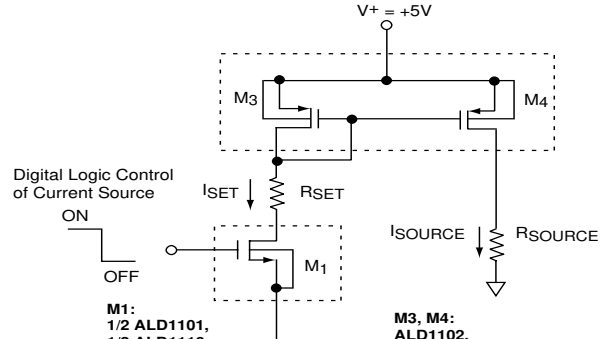 V+ = +5V
M3
M4
Digital Logic Control
of Current Source
ISET
RSET
ON
OFF
ISOURCE
RSOURCE
M1
M1:
1/2 ALD1101,
M3, M4:
ALD1102,